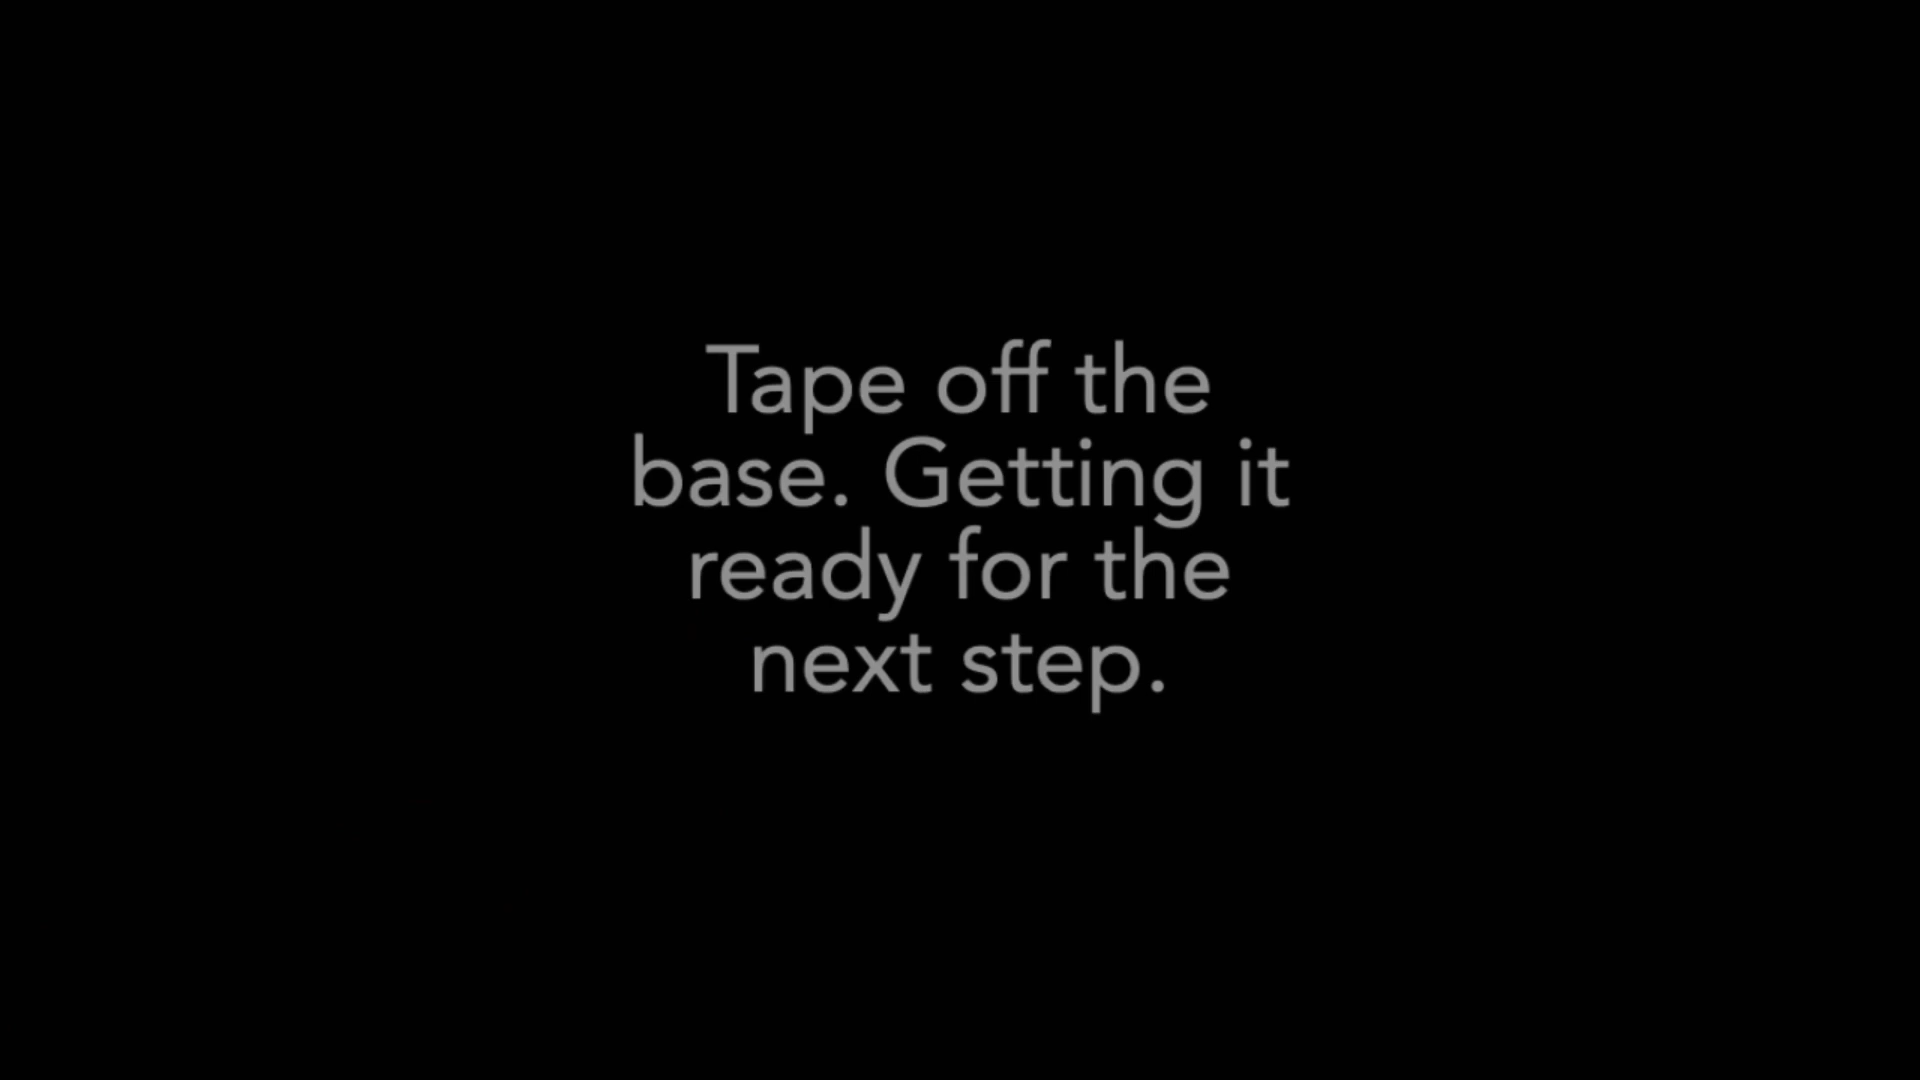 Tape off the
base. Getting it
ready for the
next step.